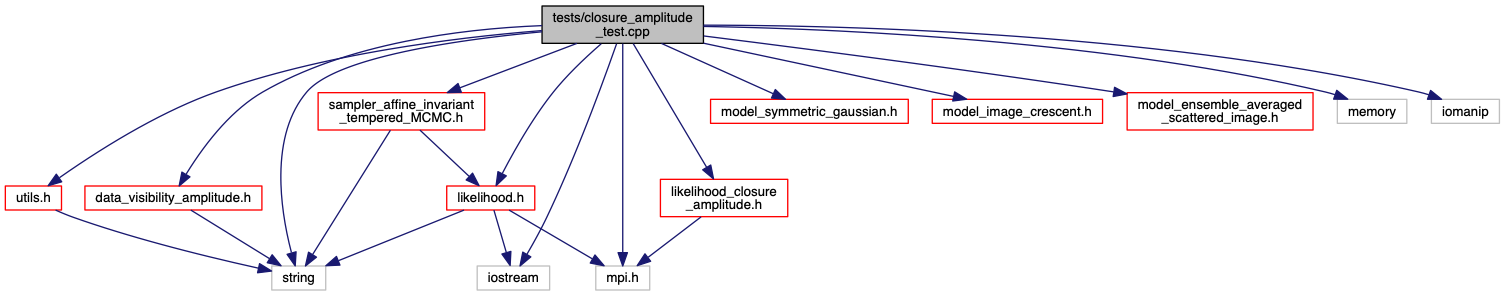 tests/closure_amplitude
_test.cpp
sampler_affine_invariant
_tempered_MCMC.h
model_symmetric_gaussian.h
model_image_crescent.h
model_ensemble_averaged
_scattered_image.h
memory
iomanip
utils.h
data_visibility_amplitude.h
likelihood.h
likelihood_closure
_amplitude.h
string
iostream
mpi.h